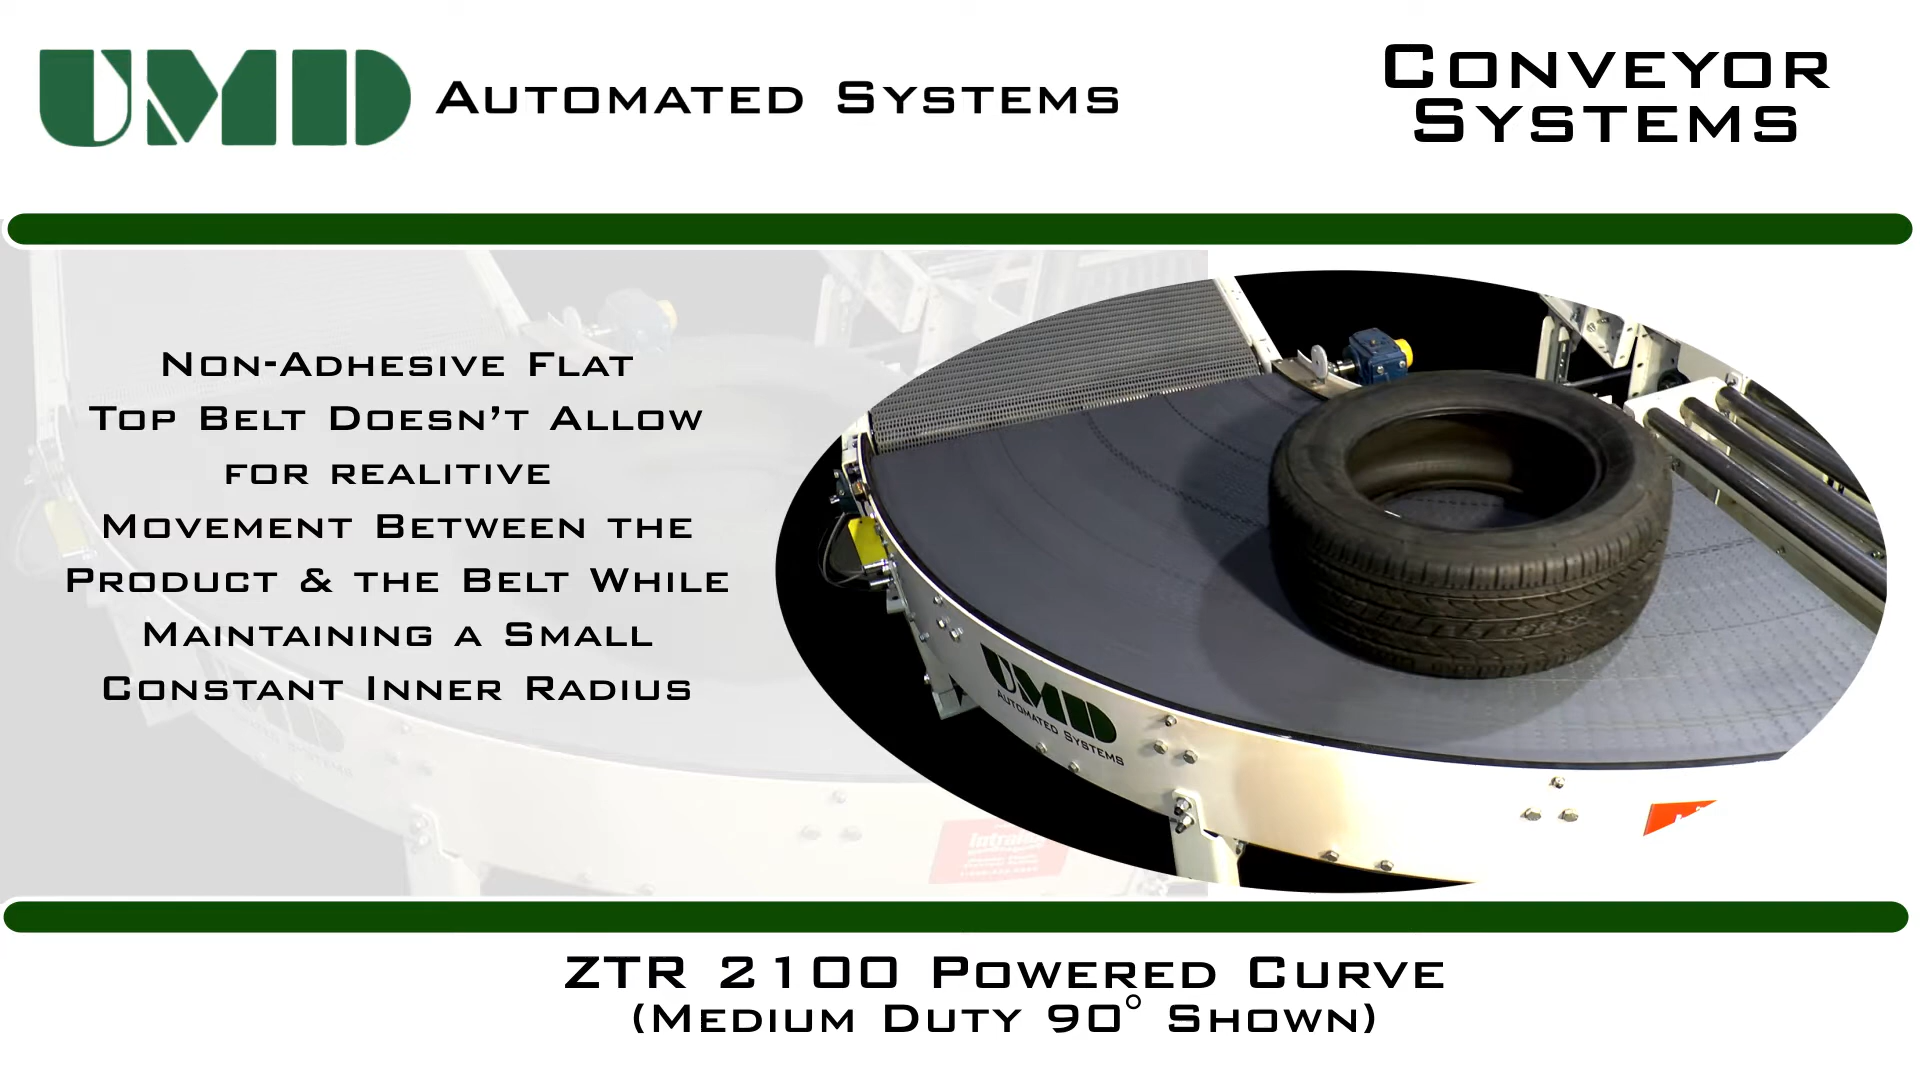 UMD Automated Systems
Conveyor
Systems
Non-Adhesive Flat
Top Belt Doesn't Allow
for realitive
Movement Between the
Product & the Belt While
Maintaining a Small
Constant Inner Radius
UMD
Automated Systems
ZTR 2100 Powered Curve
(Medium Duty 90° Shown)